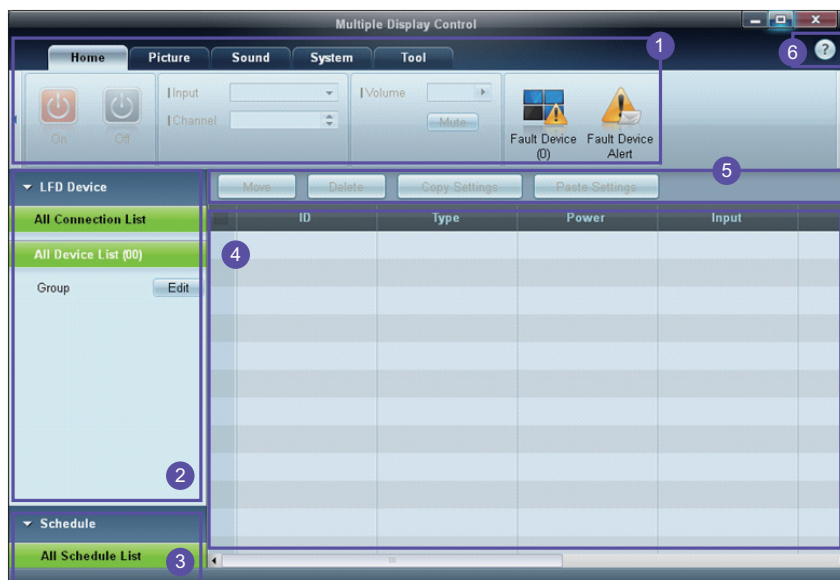 Multiple Display Control
Home Picture Sound System Tool
1
6
?
Input
Channel
On Off
Volume
Mute
Fault Device
(0)
Fault Device
Alert
5
LFD Device
All Connection List
All Device List (00)
Group Edit
2
Move Delete Copy Settings Paste Settings
ID Type Power Input
4
Schedule
All Schedule List
3